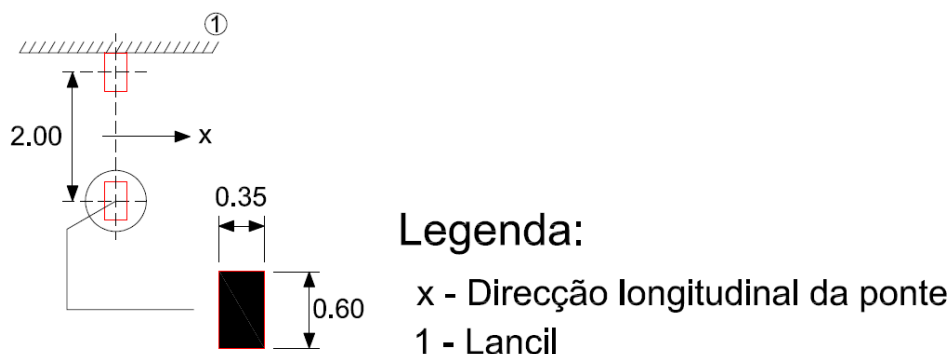 1
2.00
x
0.35
0.60
Legenda:
x - Direcção longitudinal da ponte
1 - Lancil